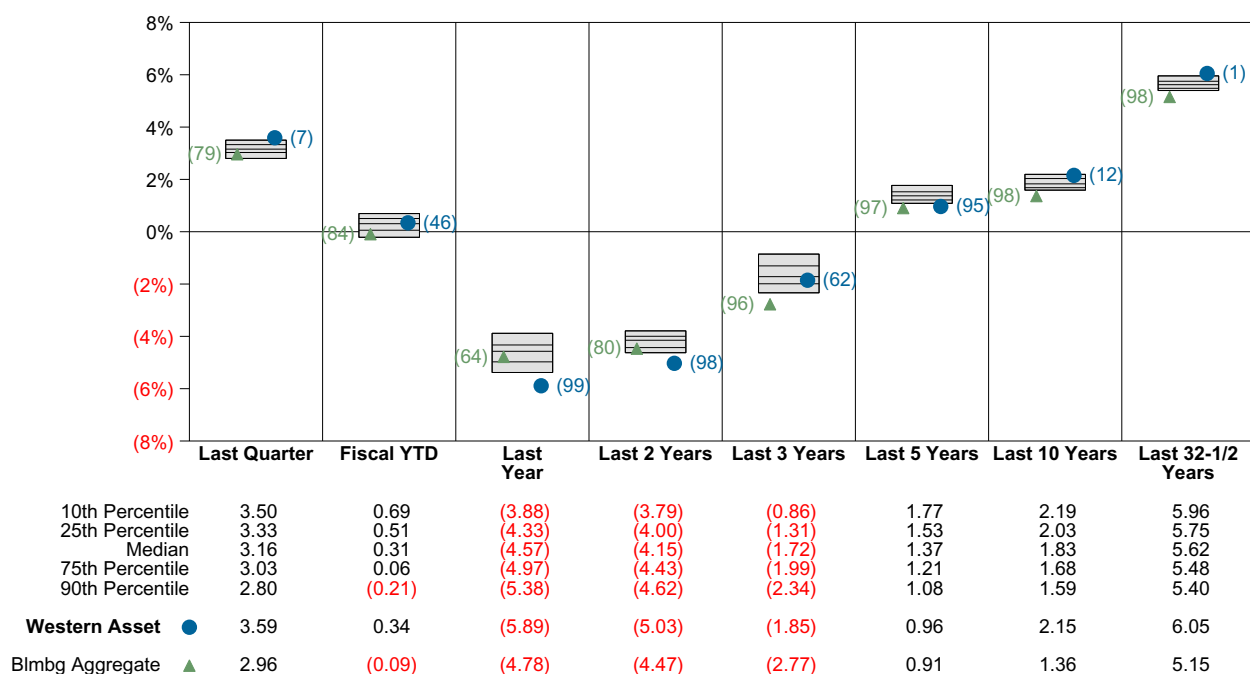 8%
6%
4%
2%
0%
(2%)
(4%)
(6%)
(8%)
(79) (7)
(84) (46)
(64) (99)
(80) (98)
(96) (62)
(97) (95)
(98) (12)
(98) (1)
Last Quarter Fiscal YTD Last Year Last 2 Years Last 3 Years Last 5 Years Last 10 Years Last 32-1/2 Years
10th Percentile 3.50 0.69 (3.88) (3.79) (0.86) 1.77 2.19 5.96
25th Percentile 3.33 0.51 (4.33) (4.00) (1.31) 1.53 2.03 5.75
Median 3.16 0.31 (4.57) (4.15) (1.72) 1.37 1.83 5.62
75th Percentile 3.03 0.06 (4.97) (4.43) (1.99) 1.21 1.68 5.48
90th Percentile 2.80 (0.21) (5.38) (4.62) (2.34) 1.08 1.59 5.40
Western Asset 3.59 0.34 (5.89) (5.03) (1.85) 0.96 2.15 6.05
Blmbg Aggregate 2.96 (0.09) (4.78) (4.47) (2.77) 0.91 1.36 5.15